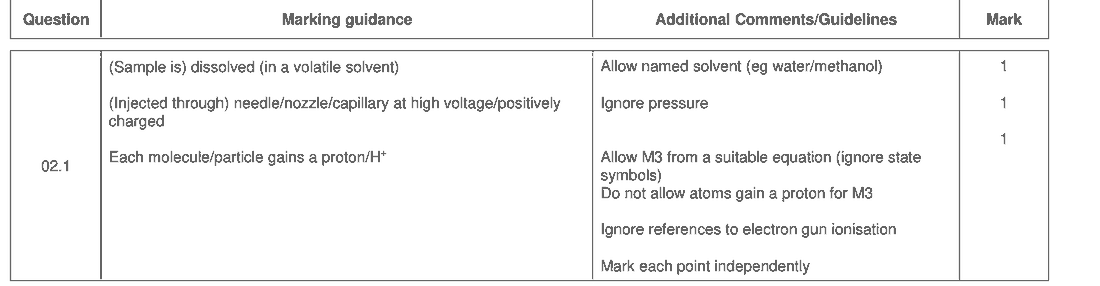 Question Marking guidance Additional Comments/Guidelines Mark
(Sample is) dissolved (in a volatile solvent) Allow named solvent (eg water/methanol) 1
(Injected through) needle/nozzle/capillary at high voltage/positively Ignore pressure 1
charged
1
Each molecule/particle gains a proton/H⁺ Allow M3 from a suitable equation (ignore state
02.1
symbols)
Do not allow atoms gain a proton for M3
Ignore references to electron gun ionisation
Mark each point independently